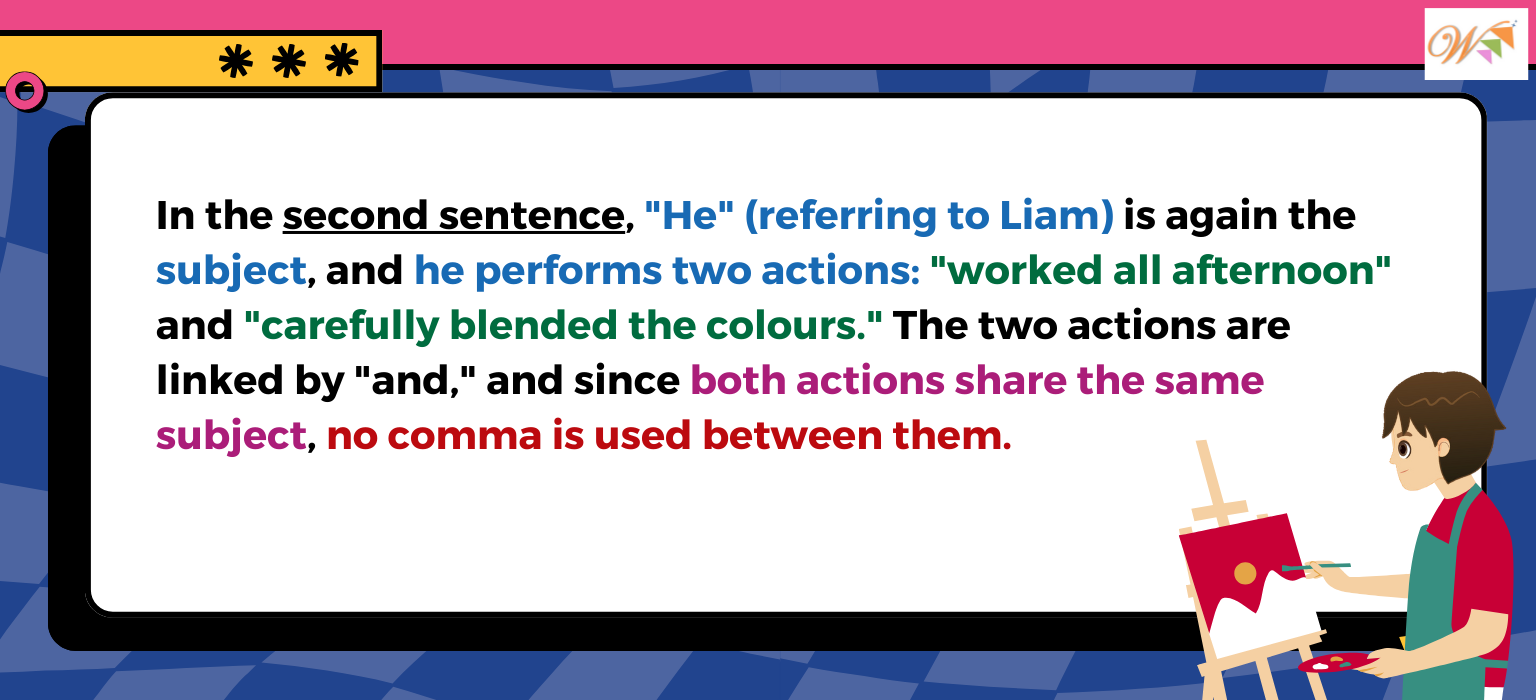 W
In the second sentence, "He" (referring to Liam) is again the
subject, and he performs two actions: "worked all afternoon"
and "carefully blended the colours." The two actions are
linked by "and," and since both actions share the same
subject, no comma is used between them.